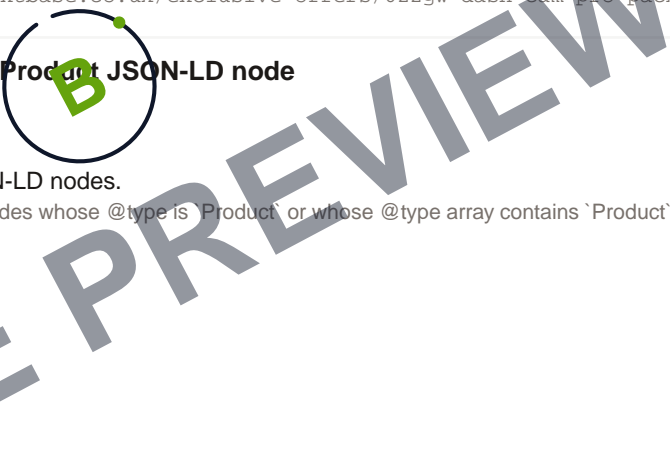 Product JSON-LD node
B
N-LD nodes.
des whose @type is `Product` or whose @type array contains `Product`
E PREVIEW